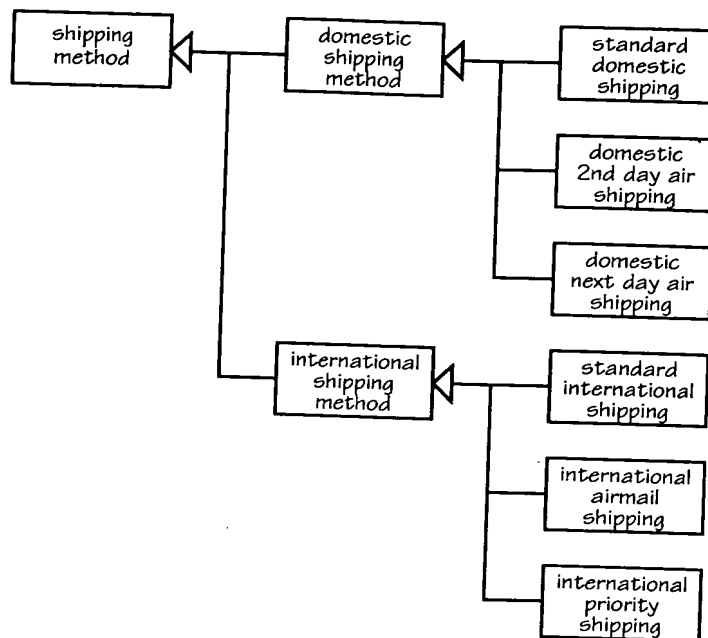 shipping
method
domestic
shipping
method
standard
domestic
shipping
domestic
2nd day air
shipping
domestic
next day air
shipping
international
shipping
method
standard
international
shipping
international
airmail
shipping
international
priority
shipping